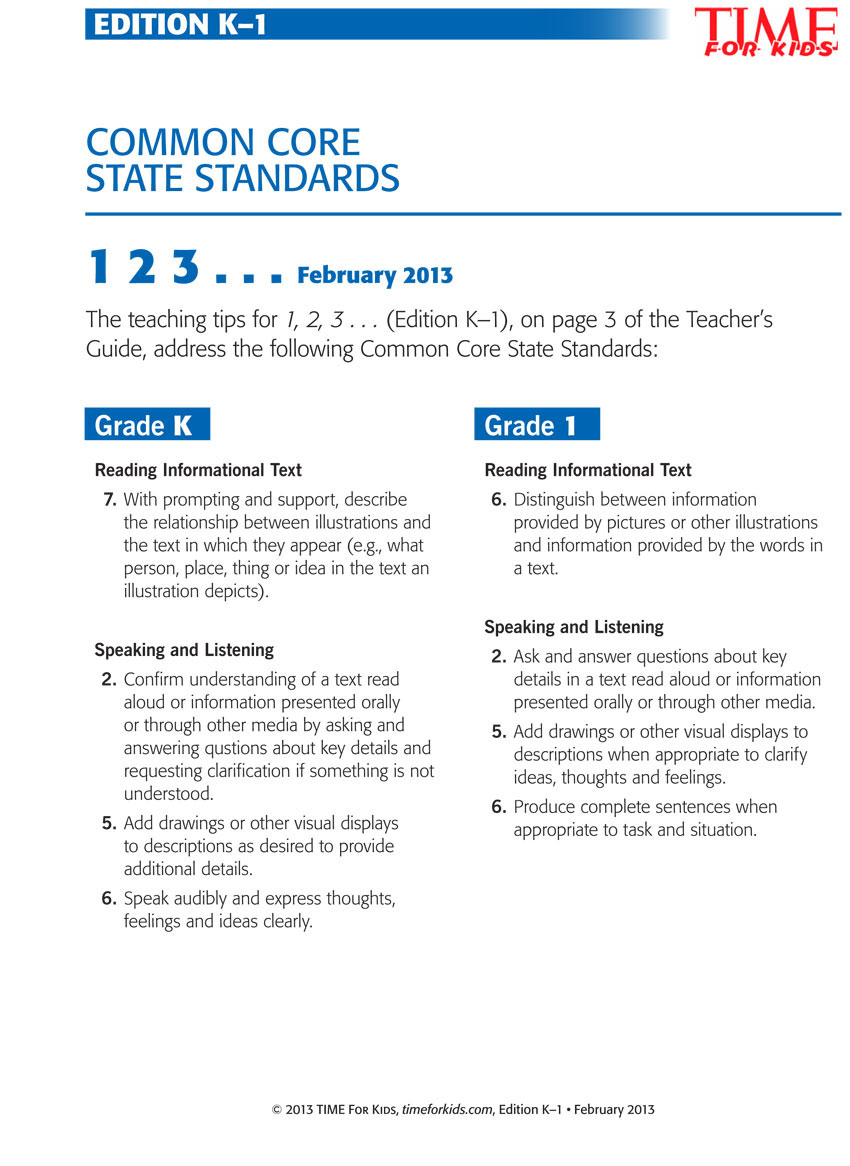 EDITION K–1
TIME
FOR KIDS
COMMON CORE
STATE STANDARDS
1 2 3 . . . February 2013
The teaching tips for 1, 2, 3 . . . (Edition K–1), on page 3 of the Teacher’s
Guide, address the following Common Core State Standards:
Grade K
Reading Informational Text
7. With prompting and support, describe
the relationship between illustrations and
the text in which they appear (e.g., what
person, place, thing or idea in the text an
illustration depicts).
Speaking and Listening
2. Confirm understanding of a text read
aloud or information presented orally
or through other media by asking and
answering qustions about key details and
requesting clarification if something is not
understood.
5. Add drawings or other visual displays
to descriptions as desired to provide
additional details.
6. Speak audibly and express thoughts,
feelings and ideas clearly.
Grade 1
Reading Informational Text
6. Distinguish between information
provided by pictures or other illustrations
and information provided by the words in
a text.
Speaking and Listening
2. Ask and answer questions about key
details in a text read aloud or information
presented orally or through other media.
5. Add drawings or other visual displays to
descriptions when appropriate to clarify
ideas, thoughts and feelings.
6. Produce complete sentences when
appropriate to task and situation.
© 2013 TIME FOR KIDS, timeforkids.com, Edition K–1 • February 2013